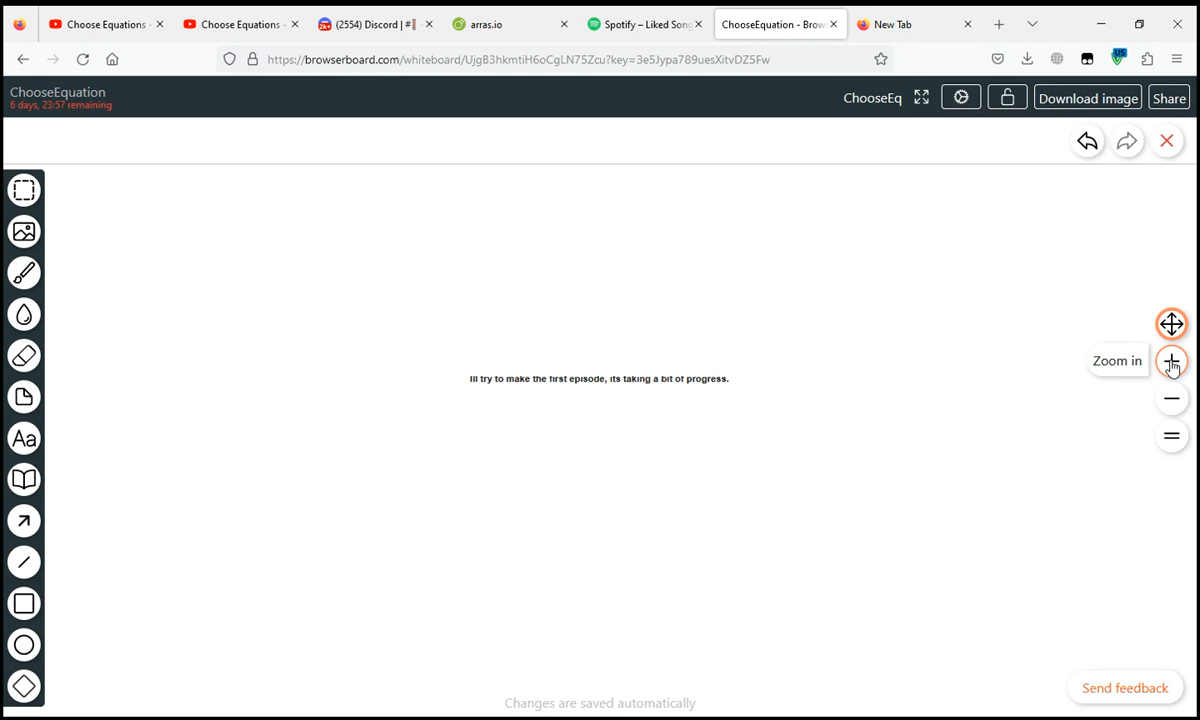 Choose Equations -
Choose Equations -
(2554) Discord | #
arras.io
Spotify – Liked Song
ChooseEquation - Brow
New Tab
https://browserboard.com/whiteboard/UjgB3hkmtiH6oCgLN75Zcu?key=3e5Jypa789uesXitvDZ5Fw
US
ChooseEquation
6 days, 23:57 remaining
ChooseEq
Download image
Share
Zoom in
Ill try to make the first episode, its taking a bit of progress.
Aa
Changes are saved automatically
Send feedback